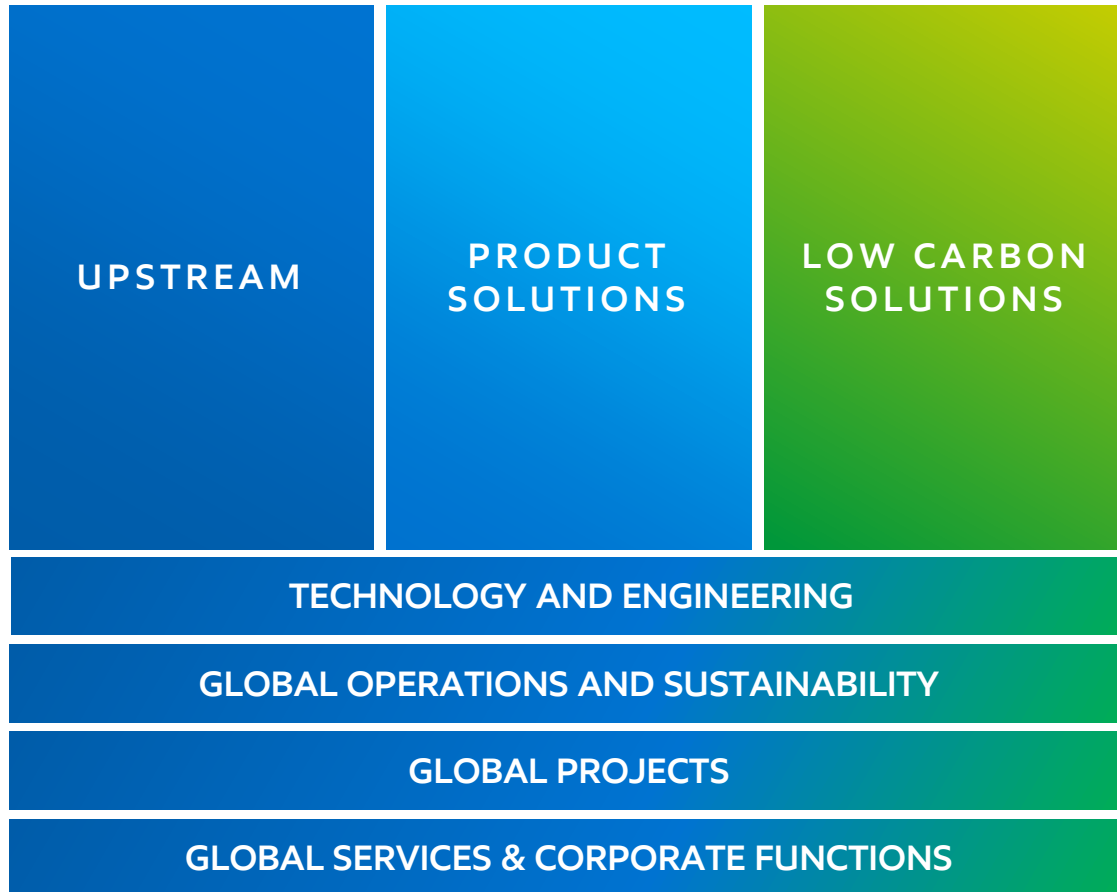 UPSTREAM
PRODUCT
SOLUTIONS
LOW CARBON
SOLUTIONS
TECHNOLOGY AND ENGINEERING
GLOBAL OPERATIONS AND SUSTAINABILITY
GLOBAL PROJECTS
GLOBAL SERVICES & CORPORATE FUNCTIONS